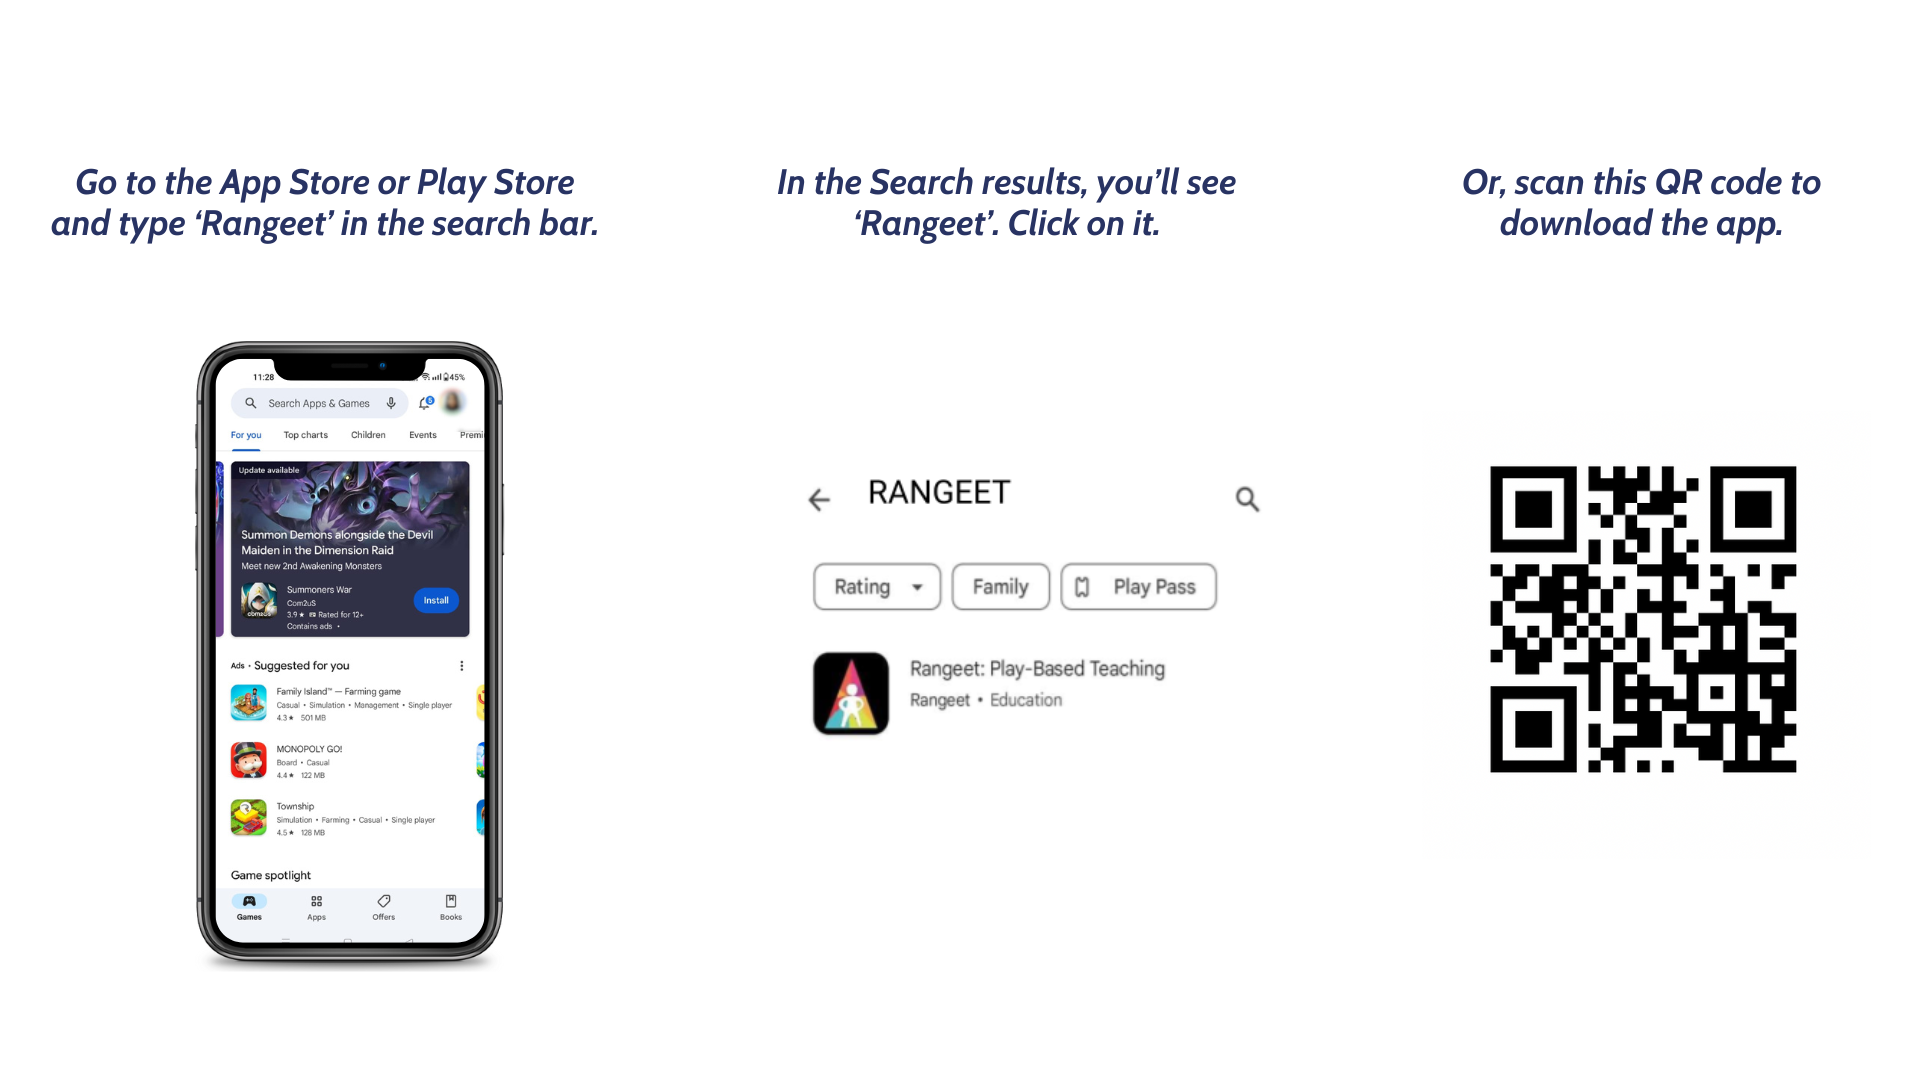 Go to the App Store or Play Store
and type ‘Rangeet’ in the search bar.
11:28
45%
Search Apps & Games
6
For you Top charts Children Events Premi
Update available
Summon Demons alongside the Devil
Maiden in the Dimension Raid
Meet new 2nd Awakening Monsters
Summoners War
Com2uS
3.9★ Rated for 12+
Contains ads •
Install
Ads • Suggested for you
Family Island™ — Farming game
Casual • Simulation • Management • Single player
4.3★ 501 MB
MONOPOLY GO!
Board • Casual
4.4★ 122 MB
Township
Simulation • Farming • Casual • Single player
4.5★ 128 MB
Game spotlight
Games Apps Offers Books
In the Search results, you’ll see
‘Rangeet’. Click on it.
RANGEET
Rating Family Play Pass
Rangeet: Play-Based Teaching
Rangeet • Education
Or, scan this QR code to
download the app.